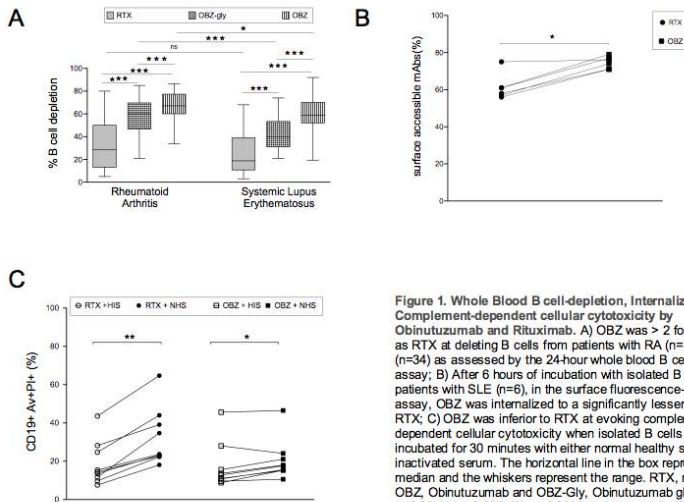 A
RTX OBZ-gly OBZ
*
***
ns
***
*** ***
*** ***
*** ***
% B cell depletion
100
80
60
40
20
0
Rheumatoid
Arthritis
Systemic Lupus
Erythematosus
B
RTX
OBZ
*
surface accessible mAbs(%)
80
60
40
20
0
C
RTX +HIS RTX + NHS OBZ + HIS OBZ + NHS
** *
CD19+ Av+PI+ (%)
100
80
60
40
20
0
Figure 1. Whole Blood B cell-depletion, Internaliz
Complement-dependent cellular cytotoxicity by
Obinutuzumab and Rituximab. A) OBZ was > 2 fo
as RTX at deleting B cells from patients with RA (n=
(n=34) as assessed by the 24-hour whole blood B ce
assay; B) After 6 hours of incubation with isolated B
patients with SLE (n=6), in the surface fluorescence-
assay, OBZ was internalized to a significantly lesser
RTX; C) OBZ was inferior to RTX at evoking comple
dependent cellular cytotoxicity when isolated B cells
incubated for 30 minutes with either normal healthy s
inactivated serum. The horizontal line in the box repr
median and the whiskers represent the range. RTX, r
OBZ, Obinutuzumab and OBZ-Gly, Obinutuzumab gl